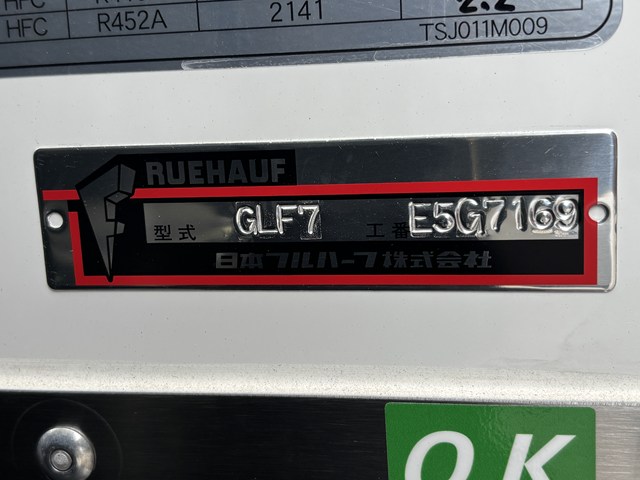 HFC R452A 2141 TSJ011M009
RUEHAUF
型式 GLF7 工番 E5G7169
日本フルハーフ株式会社
OK